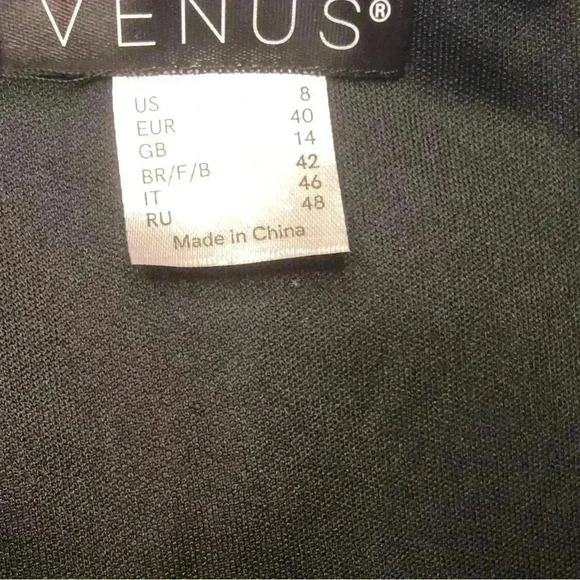 VENUS®
US 8
EUR 40
GB 14
BR/F/B 42
IT 46
RU 48
Made in China